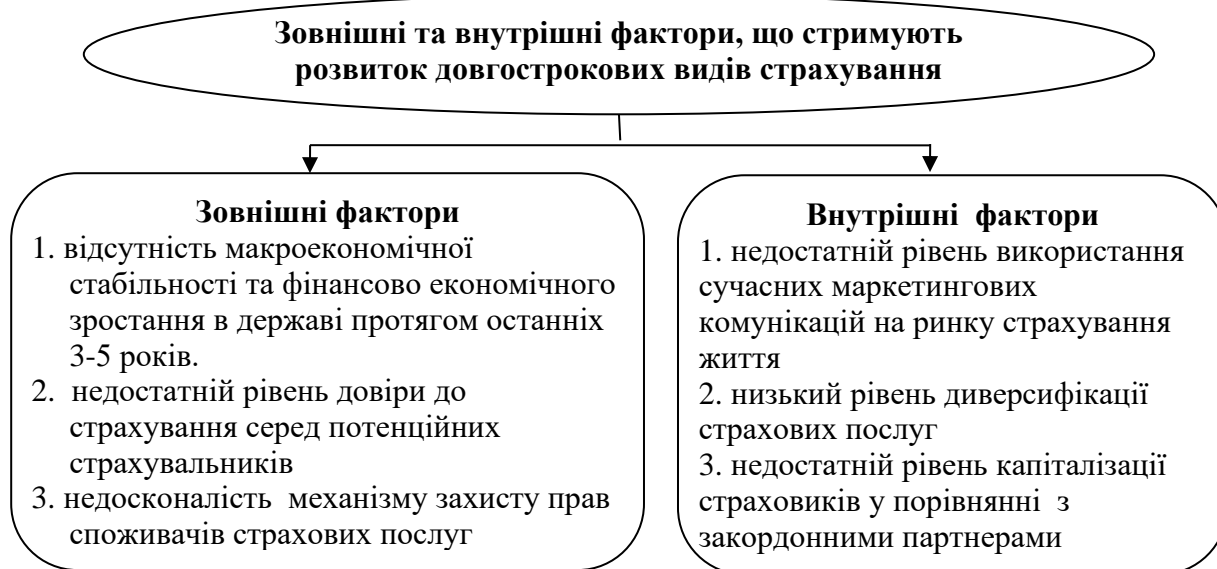 Зовнішні та внутрішні фактори, що стримують
розвиток довгострокових видів страхування
Зовнішні фактори
1. відсутність макроекономічної
стабільності та фінансово економічного
зростання в державі протягом останніх
3-5 років.
2. недостатній рівень довіри до
страхування серед потенційних
страхувальників
3. недосконалість механізму захисту прав
споживачів страхових послуг
Внутрішні фактори
1. недостатній рівень використання
сучасних маркетингових
комунікацій на ринку страхування
життя
2. низький рівень диверсифікації
страхових послуг
3. недостатній рівень капіталізації
страховиків у порівнянні з
закордонними партнерами